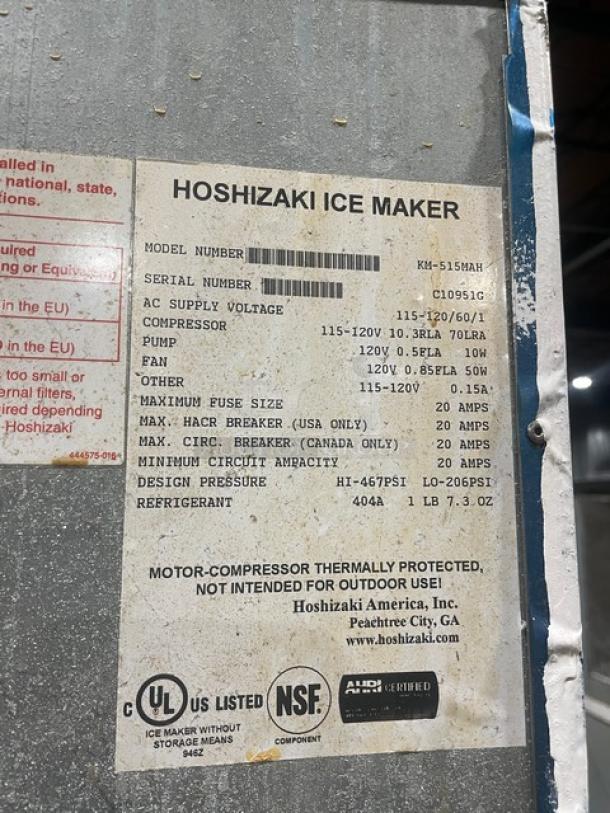 alled in
national, state,
tions.
quired
ng or Equivalent)
in the EU)
in the EU)
too small or
ernal filters,
ired depending
Hoshizaki
444575-016
HOSHIZAKI ICE MAKER
MODEL NUMBER KM-515MAH
SERIAL NUMBER C10951G
AC SUPPLY VOLTAGE 115-120/60/1
COMPRESSOR 115-120V 10.3RLA 70LRA
PUMP 120V 0.5FLA 10W
FAN 120V 0.85FLA 50W
OTHER 115-120V 0.15A
MAXIMUM FUSE SIZE 20 AMPS
MAX. HACR BREAKER (USA ONLY) 20 AMPS
MAX. CIRC. BREAKER (CANADA ONLY) 20 AMPS
MINIMUM CIRCUIT AMPACITY 20 AMPS
DESIGN PRESSURE HI-467PSI LO-206PSI
REFRIGERANT 404A 1 LB 7.3 OZ
MOTOR-COMPRESSOR THERMALLY PROTECTED,
NOT INTENDED FOR OUTDOOR USE!
Hoshizaki America, Inc.
Peachtree City, GA
www.hoshizaki.com
C UL US LISTED
ICE MAKER WITHOUT
STORAGE MEANS
946Z
NSF.
COMPONENT
AHRI CERTIFIED